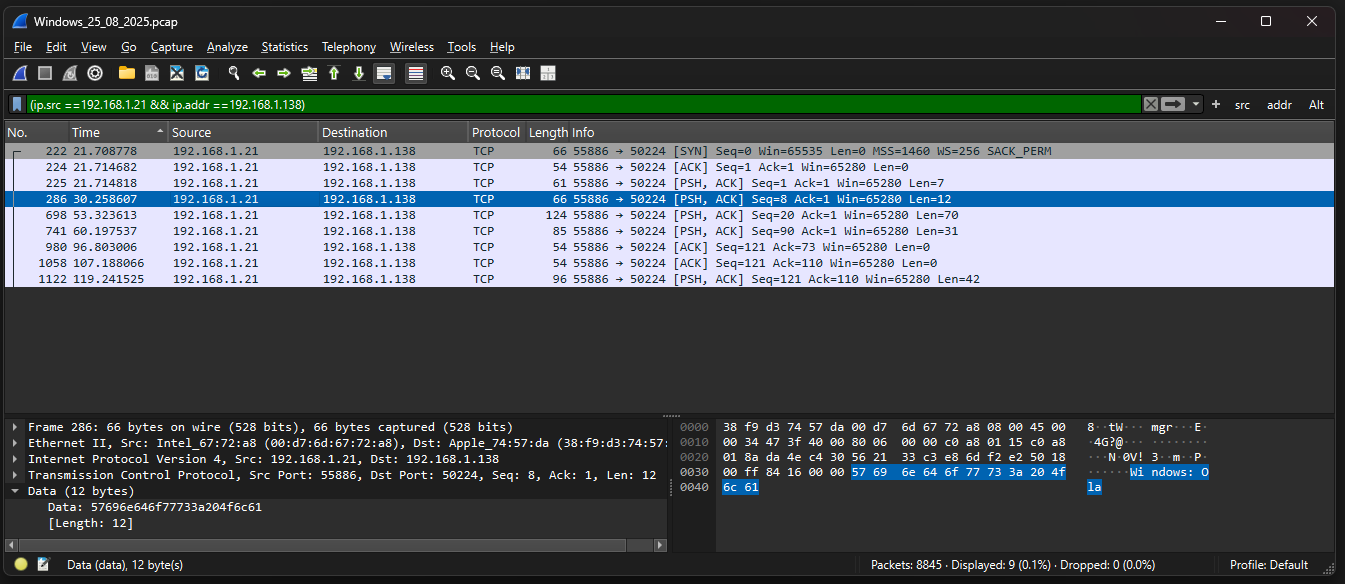 Windows_25_08_2025.pcap
File Edit View Go Capture Analyze Statistics Telephony Wireless Tools Help
(ip.src ==192.168.1.21 && ip.addr ==192.168.1.138) + src addr Alt
No. Time Source Destination Protocol Length Info
222 21.708778 192.168.1.21 192.168.1.138 TCP 66 55886 → 50224 [SYN] Seq=0 Win=65535 Len=0 MSS=1460 WS=256 SACK_PERM
224 21.714682 192.168.1.21 192.168.1.138 TCP 54 55886 → 50224 [ACK] Seq=1 Ack=1 Win=65280 Len=0
225 21.714818 192.168.1.21 192.168.1.138 TCP 61 55886 → 50224 [PSH, ACK] Seq=1 Ack=1 Win=65280 Len=7
286 30.258607 192.168.1.21 192.168.1.138 TCP 66 55886 → 50224 [PSH, ACK] Seq=8 Ack=1 Win=65280 Len=12
698 53.323613 192.168.1.21 192.168.1.138 TCP 124 55886 → 50224 [PSH, ACK] Seq=20 Ack=1 Win=65280 Len=70
741 60.197537 192.168.1.21 192.168.1.138 TCP 85 55886 → 50224 [PSH, ACK] Seq=90 Ack=1 Win=65280 Len=31
980 96.803006 192.168.1.21 192.168.1.138 TCP 54 55886 → 50224 [ACK] Seq=121 Ack=73 Win=65280 Len=0
1058 107.188066 192.168.1.21 192.168.1.138 TCP 54 55886 → 50224 [ACK] Seq=121 Ack=110 Win=65280 Len=0
1122 119.241525 192.168.1.21 192.168.1.138 TCP 96 55886 → 50224 [PSH, ACK] Seq=121 Ack=110 Win=65280 Len=42
Frame 286: 66 bytes on wire (528 bits), 66 bytes captured (528 bits)
Ethernet II, Src: Intel_67:72:a8 (00:d7:6d:67:72:a8), Dst: Apple_74:57:da (38:f9:d3:74:57:
Internet Protocol Version 4, Src: 192.168.1.21, Dst: 192.168.1.138
Transmission Control Protocol, Src Port: 55886, Dst Port: 50224, Seq: 8, Ack: 1, Len: 12
Data (12 bytes)
Data: 57696e646f77733a204f6c61
[Length: 12]
0000 38 f9 d3 74 57 da 00 d7 6d 67 72 a8 08 00 45 00 8··tW··· mgr···E·
0010 00 34 47 3f 40 00 80 06 00 00 c0 a8 01 15 c0 a8 ·4G?@··· ········
0020 01 8a da 4e c4 30 56 21 33 c3 e8 6d f2 e2 50 18 ···N·0V! 3··m··P·
0030 00 ff 84 16 00 00 57 69 6e 64 6f 77 73 3a 20 4f ······Wi ndows: O
0040 6c 61 la
Data (data), 12 byte(s) Packets: 8845 · Displayed: 9 (0.1%) · Dropped: 0 (0.0%) Profile: Default